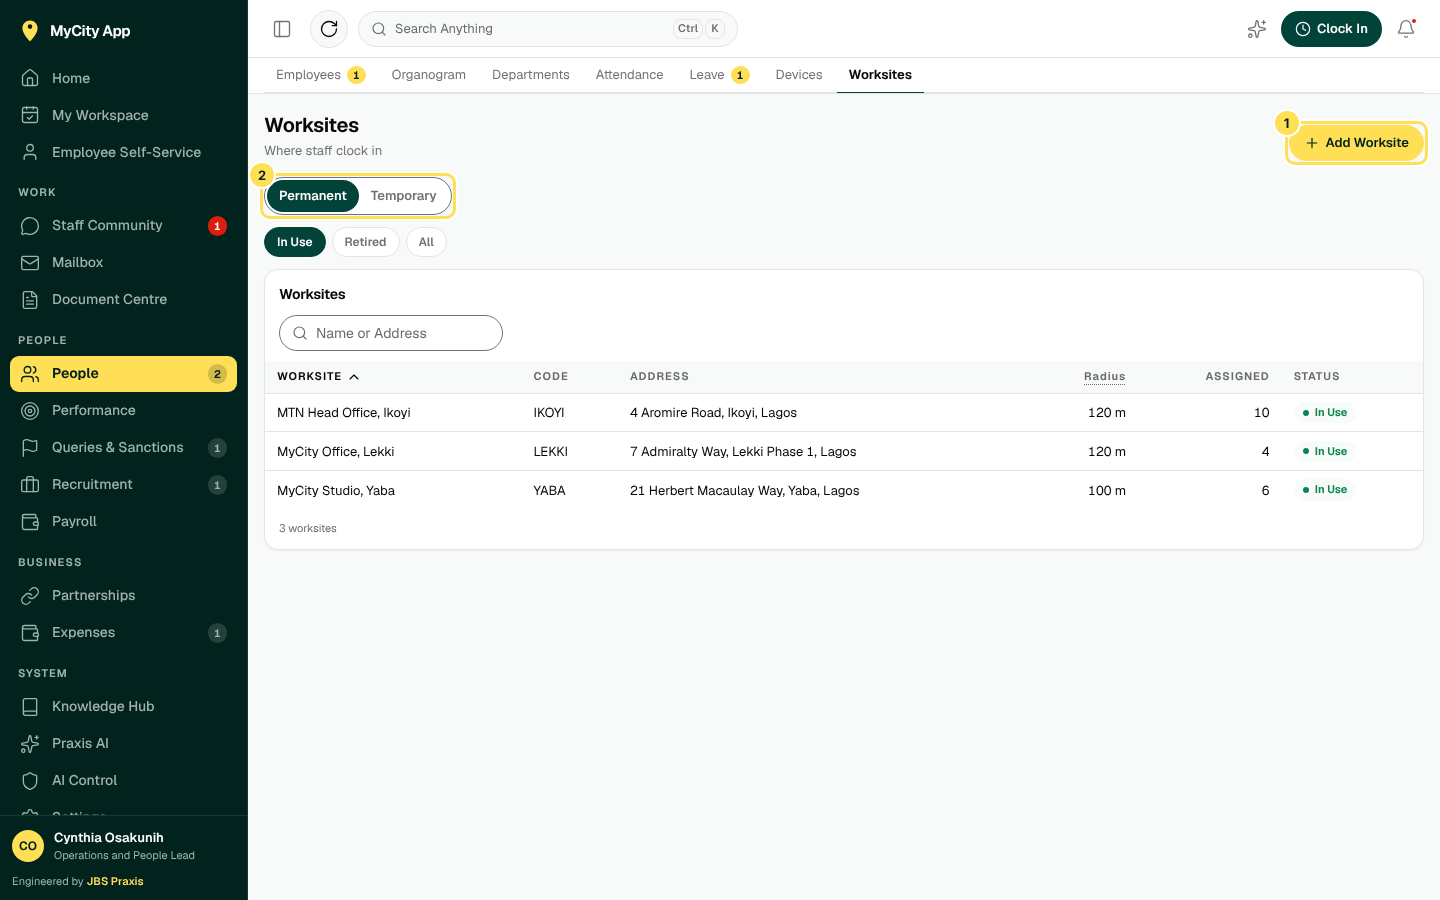 MyCity App
Home
My Workspace
Employee Self-Service
WORK
Staff Community 1
Mailbox
Document Centre
PEOPLE
People 2
Performance
Queries & Sanctions 1
Recruitment 1
Payroll
BUSINESS
Partnerships
Expenses 1
SYSTEM
Knowledge Hub
Praxis AI
AI Control
CO Cynthia Osakunih
Operations and People Lead
Engineered by JBS Praxis
Search Anything Ctrl K
Clock In
Employees 1 Organogram Departments Attendance Leave 1 Devices Worksites
Worksites
Where staff clock in
1 + Add Worksite
2 Permanent Temporary
In Use Retired All
Worksites
Name or Address
WORKSITE CODE ADDRESS Radius ASSIGNED STATUS
MTN Head Office, Ikoyi IKOYI 4 Aromire Road, Ikoyi, Lagos 120 m 10 In Use
MyCity Office, Lekki LEKKI 7 Admiralty Way, Lekki Phase 1, Lagos 120 m 4 In Use
MyCity Studio, Yaba YABA 21 Herbert Macaulay Way, Yaba, Lagos 100 m 6 In Use
3 worksites